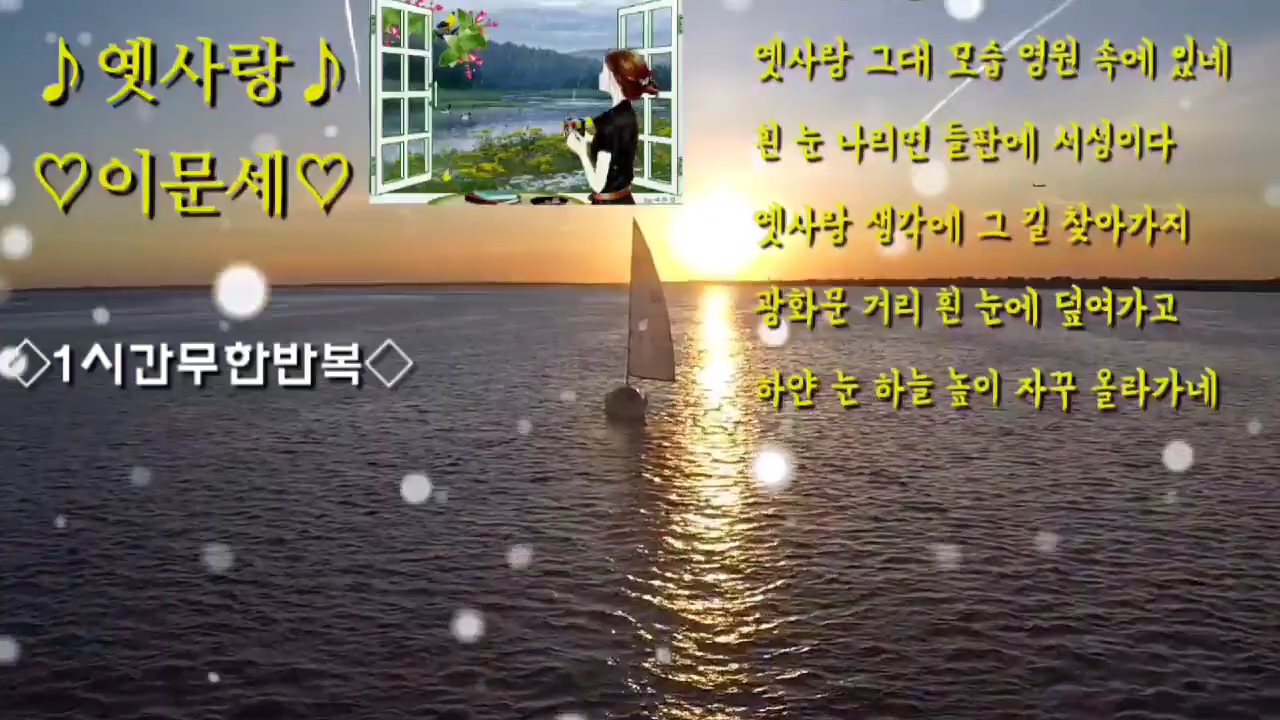 ♪옛사랑♪
♡이문세♡
◇1시간무한반복◇
옛사랑 그대 모습 영원 속에 있네
흰 눈 나리면 들판에 서성이다
옛사랑 생각에 그 길 찾아가지
광화문 거리 흰 눈에 덮여가고
하얀 눈 하늘 높이 자꾸 올라가네